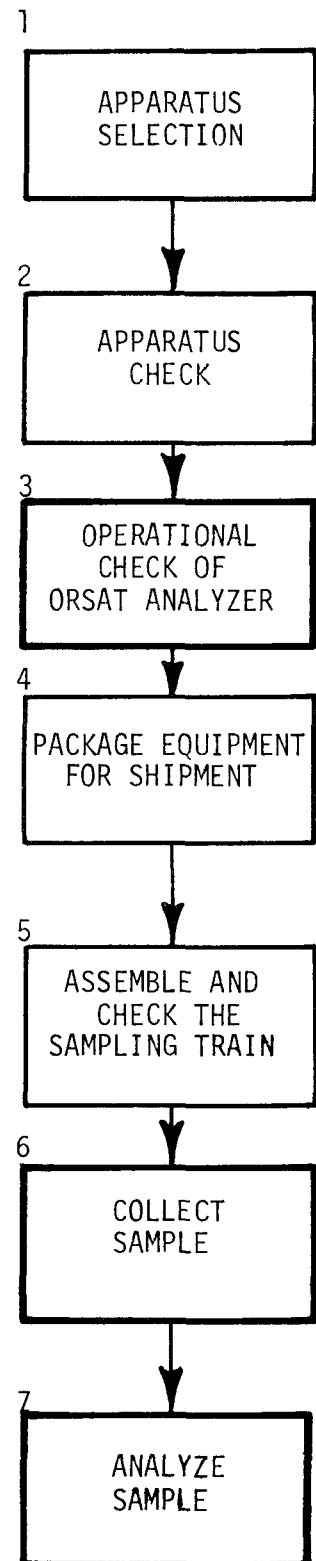 1
APPARATUS
SELECTION
2
APPARATUS
CHECK
3
OPERATIONAL
CHECK OF
ORSAT ANALYZER
4
PACKAGE EQUIPMENT
FOR SHIPMENT
5
ASSEMBLE AND
CHECK THE
SAMPLING TRAIN
6
COLLECT
SAMPLE
7
ANALYZE
SAMPLE